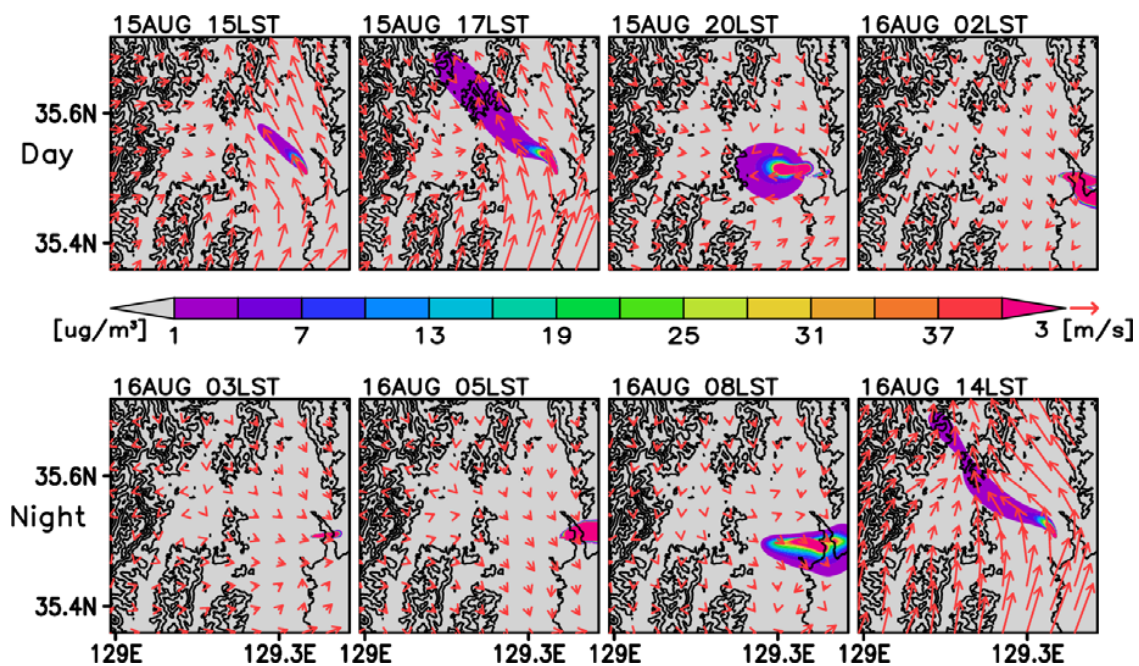 15AUG 15LST 15AUG 17LST 15AUG 20LST 16AUG 02LST
35.6N
Day
35.4N
[ug/m³] 1 7 13 19 25 31 37 3 [m/s]
16AUG 03LST 16AUG 05LST 16AUG 08LST 16AUG 14LST
35.6N
Night
35.4N
129E 129.3E 129E 129.3E 129E 129.3E 129E 129.3E